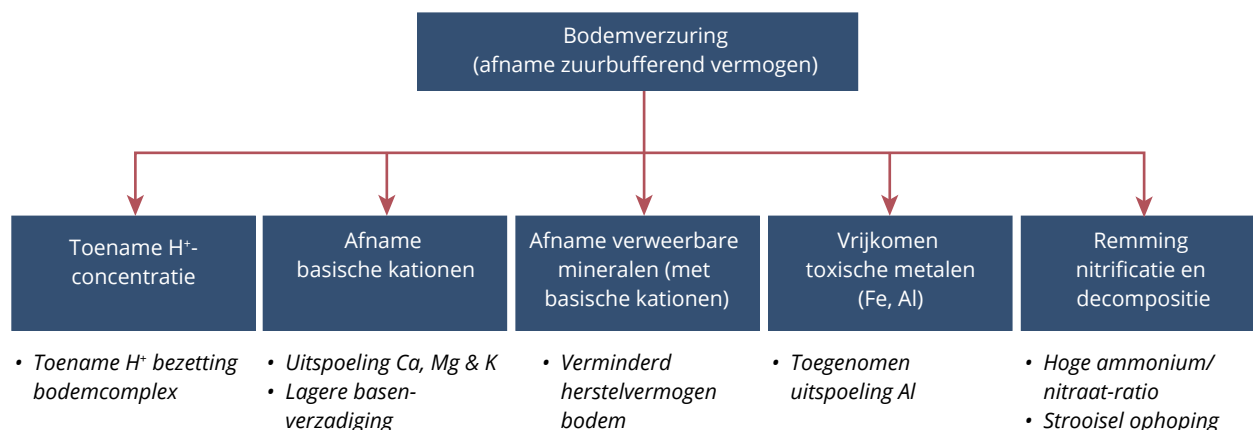 Bodemverzuring
(afname zuurbufferend vermogen)
Toename H⁺-
concentratie
Afname
basische kationen
Afname verweerbare
mineralen (met
basische kationen)
Vrijkomen
toxische metalen
(Fe, Al)
Remming
nitrificatie en
decompositie
• Toename H⁺ bezetting
bodemcomplex
• Uitspoeling Ca, Mg & K
• Lagere basen-
verzadiging
• Verminderd
herstelvermogen
bodem
• Toegenomen
uitspoeling Al
• Hoge ammonium/
nitraat-ratio
• Strooisel ophoping